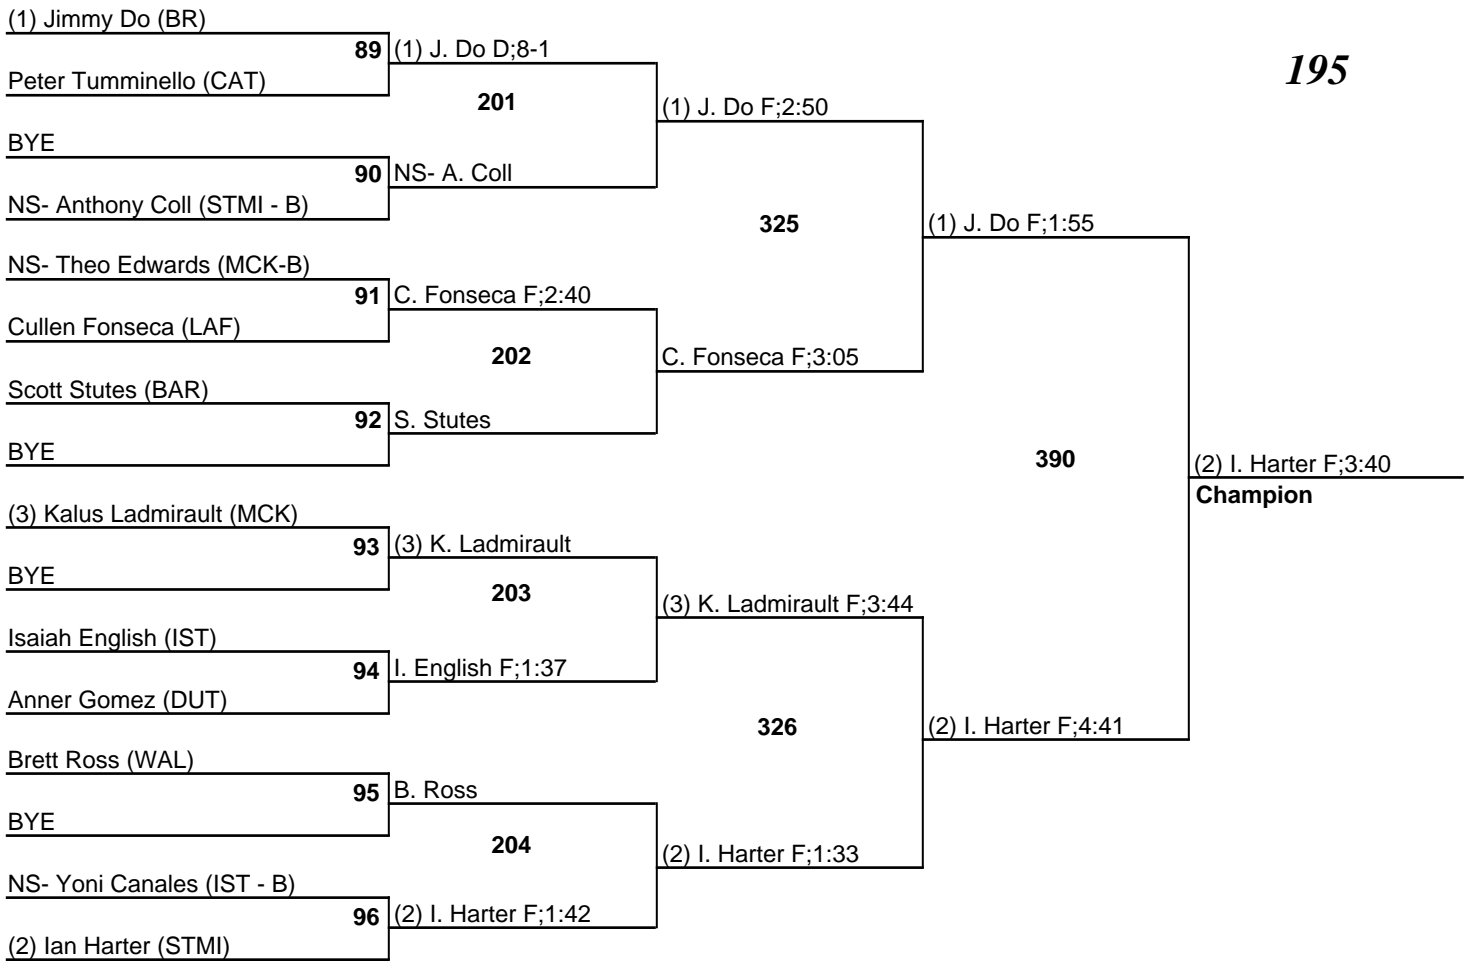 (1) Jimmy Do (BR)
89
(1) J. Do D;8-1
195
Peter Tumminello (CAT)
201
(1) J. Do F;2:50
BYE
90
NS- A. Coll
NS- Anthony Coll (STMI - B)
325
(1) J. Do F;1:55
NS- Theo Edwards (MCK-B)
91
C. Fonseca F;2:40
Cullen Fonseca (LAF)
202
C. Fonseca F;3:05
Scott Stutes (BAR)
92
S. Stutes
BYE
390
(2) I. Harter F;3:40
Champion
(3) Kalus Ladmirault (MCK)
93
(3) K. Ladmirault
BYE
203
(3) K. Ladmirault F;3:44
Isaiah English (IST)
94
I. English F;1:37
Anner Gomez (DUT)
326
(2) I. Harter F;4:41
Brett Ross (WAL)
95
B. Ross
BYE
204
(2) I. Harter F;1:33
NS- Yoni Canales (IST - B)
96
(2) I. Harter F;1:42
(2) Ian Harter (STMI)